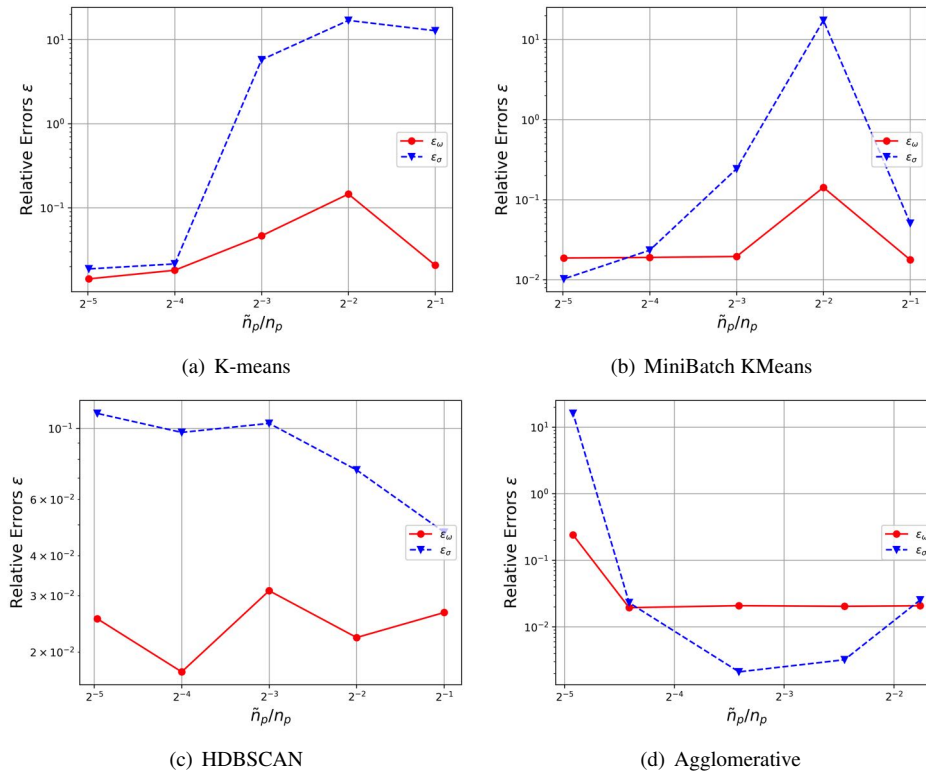 10¹
10⁰
10⁻¹
Relative Errors ε
ε_ω
ε_σ
2⁻⁵ 2⁻⁴ 2⁻³ 2⁻² 2⁻¹
ñ_p/n_p
(a) K-means
10¹
10⁰
10⁻¹
10⁻²
Relative Errors ε
ε_ω
ε_σ
2⁻⁵ 2⁻⁴ 2⁻³ 2⁻² 2⁻¹
ñ_p/n_p
(b) MiniBatch KMeans
10⁻¹
6 × 10⁻²
4 × 10⁻²
3 × 10⁻²
2 × 10⁻²
Relative Errors ε
ε_ω
ε_σ
2⁻⁵ 2⁻⁴ 2⁻³ 2⁻² 2⁻¹
ñ_p/n_p
(c) HDBSCAN
10¹
10⁰
10⁻¹
10⁻²
Relative Errors ε
ε_ω
ε_σ
2⁻⁵ 2⁻⁴ 2⁻³ 2⁻²
ñ_p/n_p
(d) Agglomerative